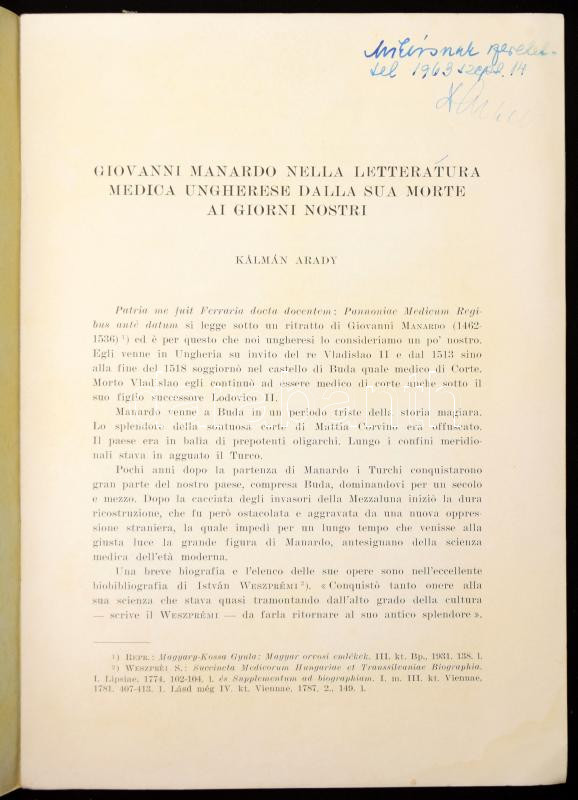 szeretet-
tel 1963 szept. 14
GIOVANNI MANARDO NELLA LETTERATURA
MEDICA UNGHERESE DALLA SUA MORTE
AI GIORNI NOSTRI
KÁLMÁN ARADY
Patria me fuit Ferraria docta docentem; Pannoniae Medicum Regi-
bus antè datum si legge sotto un ritratto di Giovanni MANARDO (1462-
1536) ¹) ed è per questo che noi ungheresi lo consideriamo un po' nostro.
Egli venne in Ungheria su invito del re Vladislao II e dal 1513 sino
alla fine del 1518 soggiornò nel castello di Buda quale medico di Corte.
Morto Vladislao egli continuò ad essere medico di corte anche sotto il
suo figlio successore Lodovico II.
Manardo venne a Buda in un periodo triste della storia magiara.
Lo splendore della sontuosa corte di Mattia Corvino era offuscato.
Il paese era in balia di prepotenti oligarchi. Lungo i confini meridio-
nali stava in agguato il Turco.
Pochi anni dopo la partenza di Manardo i Turchi conquistarono
gran parte del nostro paese, compresa Buda, dominandovi per un secolo
e mezzo. Dopo la cacciata degli invasori della Mezzaluna iniziò la dura
ricostruzione, che fu però ostacolata e aggravata da una nuova oppres-
sione straniera, la quale impedì per un lungo tempo che venisse alla
giusta luce la grande figura di Manardo, antesignano della scienza
medica dell'età moderna.
Una breve biografia e l'elenco delle sue opere sono nell'eccellente
biobibliografia di István WESZPRÉMI ²). « Conquistò tanto onere alla
sua scienza che stava quasi tramontando dall'alto grado della cultura
— scrive il WESZPRÉMI — da farla ritornare al suo antico splendore ».
¹) REPR.: Magyary-Kossa Gyula: Magyar orvosi emlékek. III. kt. Bp., 1931, 138. l.
²) WESZPRÉI S.: Succincta Medicorum Hungariae et Transsilvaniae Biographia.
I. Lipsiae, 1774, 102-104. l. és Supplementum ad biographiam. I. m. III. kt. Viennae,
1781. 407-413. l. Lásd még IV. kt. Viennae, 1787, 2., 149. l.